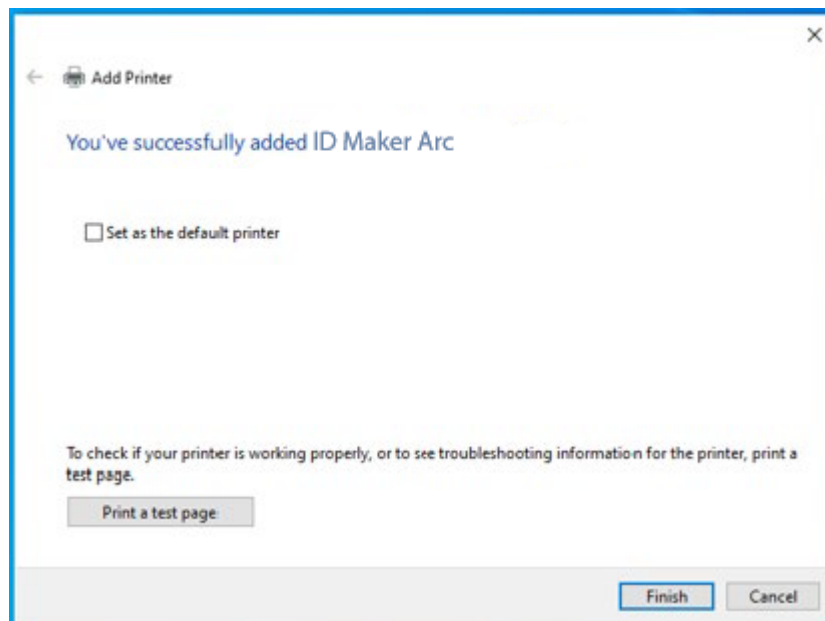 Add Printer
You've successfully added ID Maker Arc
Set as the default printer
To check if your printer is working properly, or to see troubleshooting information for the printer, print a
test page.
Print a test page
Finish
Cancel